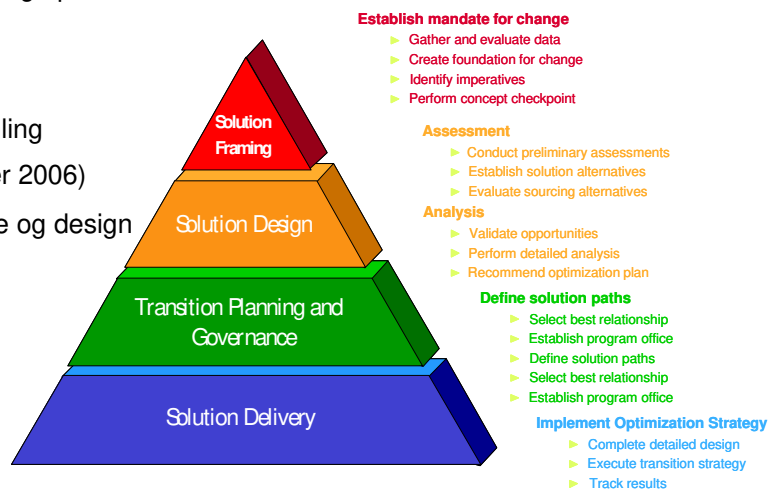 ling
er 2006)
e og design
Solution
Framing
Solution Design
Transition Planning and
Governance
Solution Delivery
Establish mandate for change
Gather and evaluate data
Create foundation for change
Identify imperatives
Perform concept checkpoint
Assessment
Conduct preliminary assessments
Establish solution alternatives
Evaluate sourcing alternatives
Analysis
Validate opportunities
Perform detailed analysis
Recommend optimization plan
Define solution paths
Select best relationship
Establish program office
Define solution paths
Select best relationship
Establish program office
Implement Optimization Strategy
Complete detailed design
Execute transition strategy
Track results